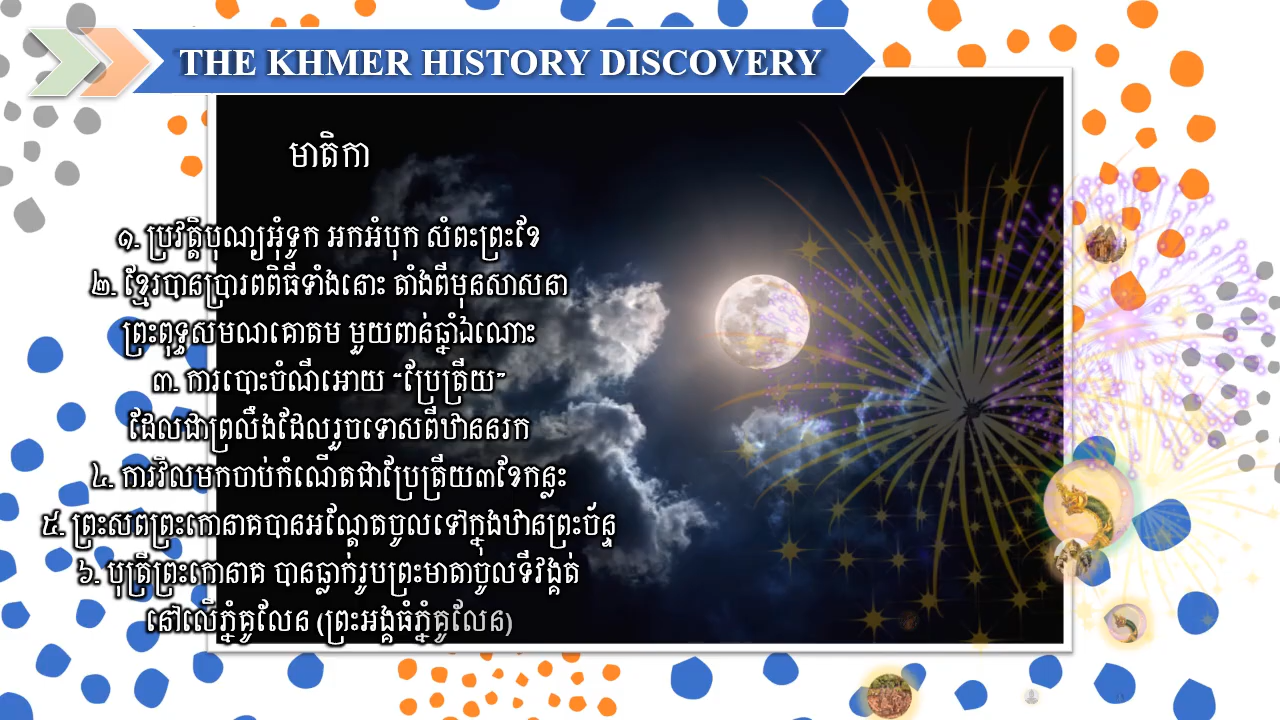 THE KHMER HISTORY DISCOVERY
មាតិកា
១. ប្រវត្តិបុណ្យអុំទូក អកអំបុក សំពះព្រះខែ
២. ខ្មែរបានប្រារពពិធីទាំងនោះ តាំងពីមុនសាសនា
ព្រះពុទ្ធសមណគោតម មួយពាន់ឆ្នាំឯណោះ
៣. ការបោះចំណីអោយ “ប្រែត្រីយ”
ដែលជាព្រលឹងដែលរួចទោសពីឋាននរក
៤. ការវិលមកចាប់កំណើតជាប្រែត្រីយ៣ខែកន្លះ
៥. ព្រះសពព្រះកោនាគបានអណ្តែតចូលទៅក្នុងឋានព្រះច័ន្ទ
៦. បុត្រីព្រះកោនាគ បានធ្លាក់រូបព្រះមាតាចូលទីវង្គត់
នៅលើភ្នំគូលែន (ព្រះអង្គធំភ្នំគូលែន)